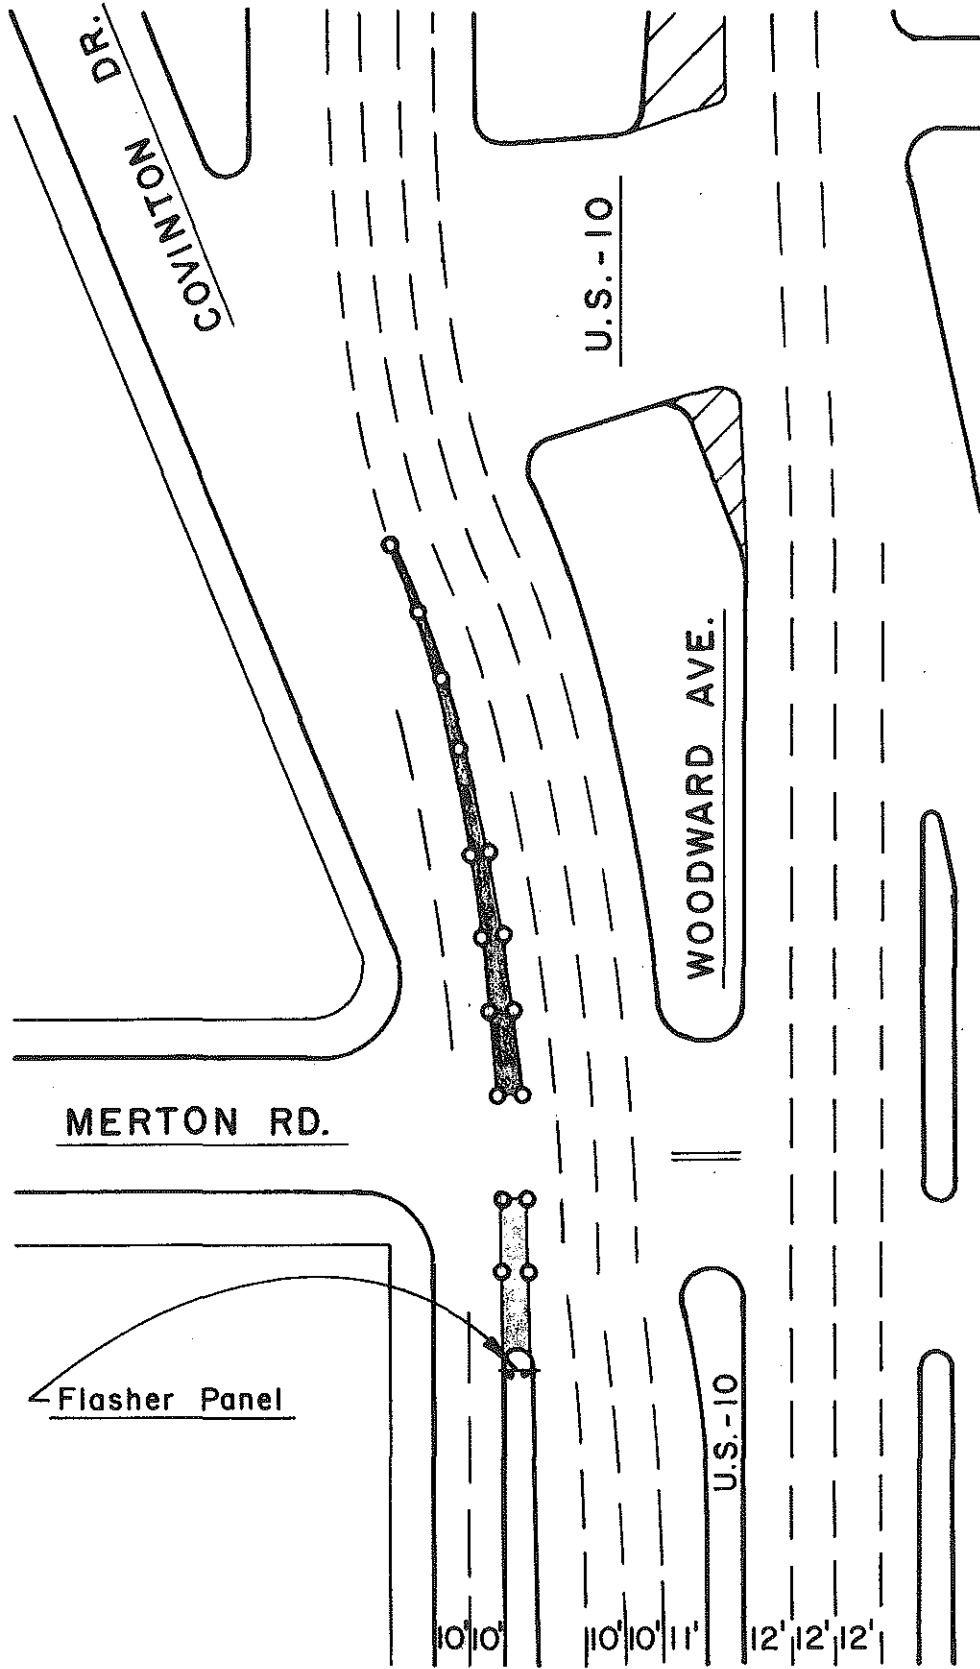 COVINTON DR.
U.S.-10
WOODWARD AVE.
MERTON RD.
Flasher Panel
U.S.-10
10' 10' 10' 10' 11' 12' 12' 12'